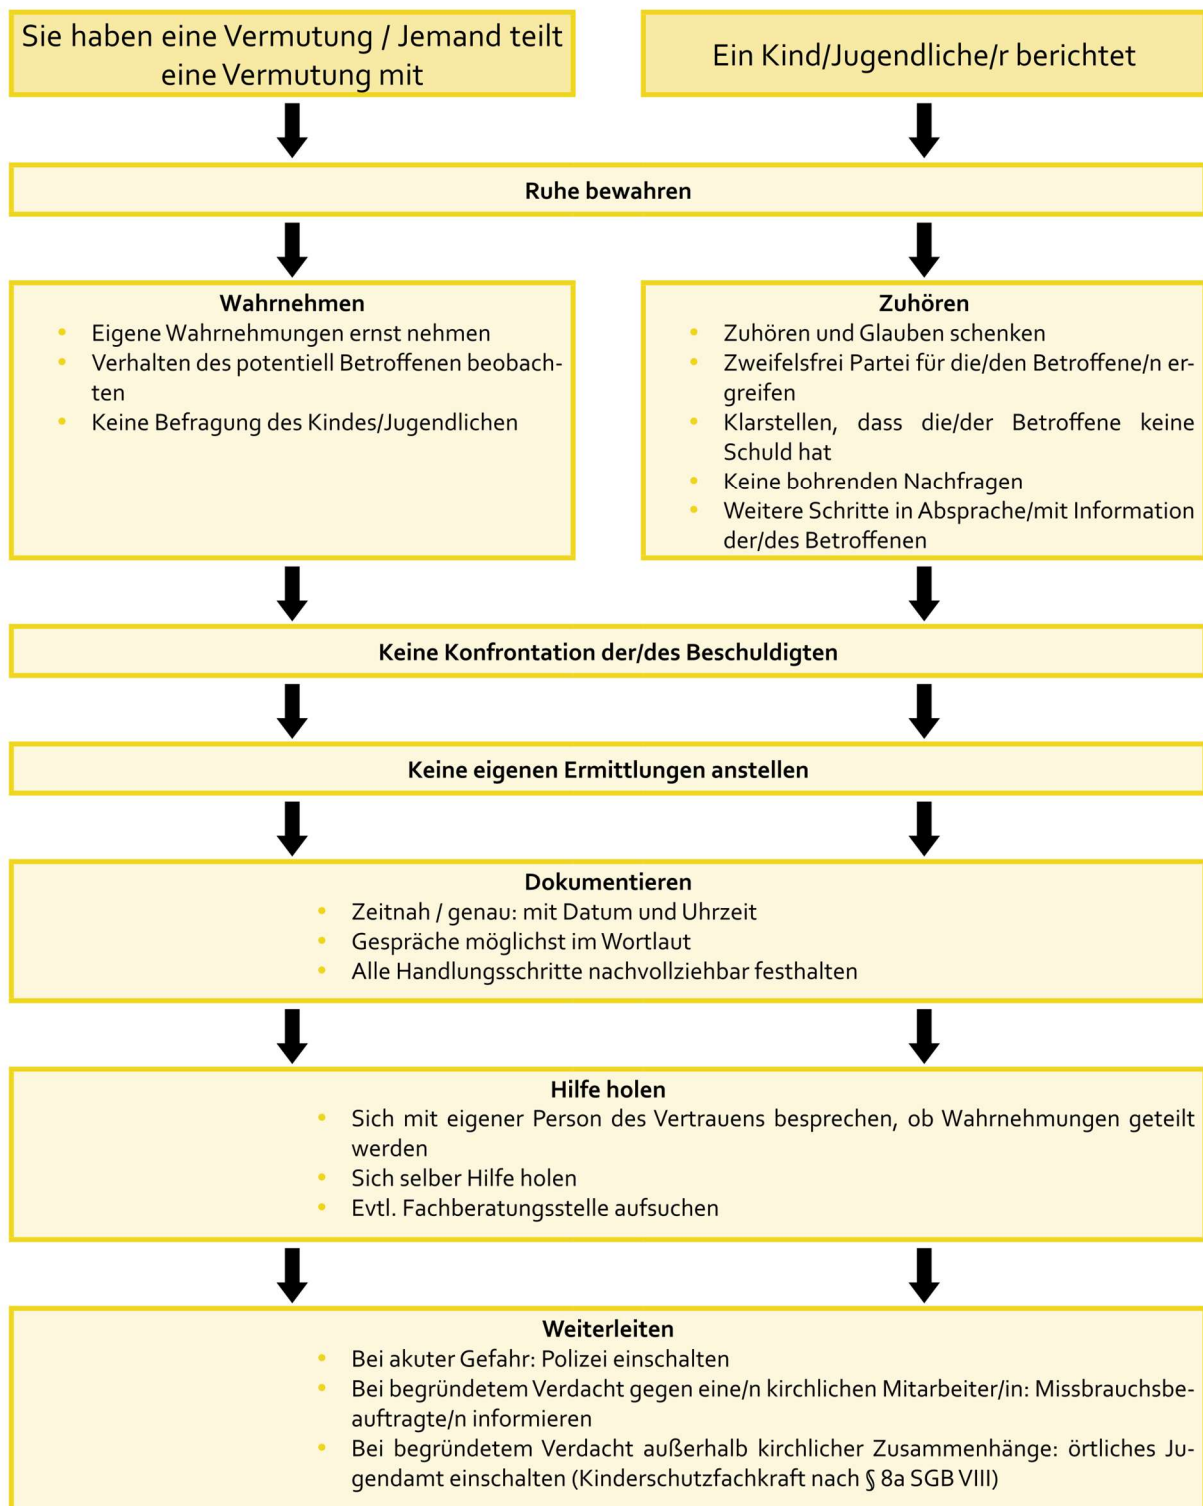 Sie haben eine Vermutung / Jemand teilt
eine Vermutung mit
Ein Kind/Jugendliche/r berichtet
Ruhe bewahren
Wahrnehmen
• Eigene Wahrnehmungen ernst nehmen
• Verhalten des potentiell Betroffenen beobach-
ten
• Keine Befragung des Kindes/Jugendlichen
Zuhören
• Zuhören und Glauben schenken
• Zweifelsfrei Partei für die/den Betroffene/n er-
greifen
• Klarstellen, dass die/der Betroffene keine
Schuld hat
• Keine bohrenden Nachfragen
• Weitere Schritte in Absprache/mit Information
der/des Betroffenen
Keine Konfrontation der/des Beschuldigten
Keine eigenen Ermittlungen anstellen
Dokumentieren
• Zeitnah / genau: mit Datum und Uhrzeit
• Gespräche möglichst im Wortlaut
• Alle Handlungsschritte nachvollziehbar festhalten
Hilfe holen
• Sich mit eigener Person des Vertrauens besprechen, ob Wahrnehmungen geteilt
werden
• Sich selber Hilfe holen
• Evtl. Fachberatungsstelle aufsuchen
Weiterleiten
• Bei akuter Gefahr: Polizei einschalten
• Bei begründetem Verdacht gegen eine/n kirchlichen Mitarbeiter/in: Missbrauchsbe-
auftragte/n informieren
• Bei begründetem Verdacht außerhalb kirchlicher Zusammenhänge: örtliches Ju-
gendamt einschalten (Kinderschutzfachkraft nach § 8a SGB VIII)